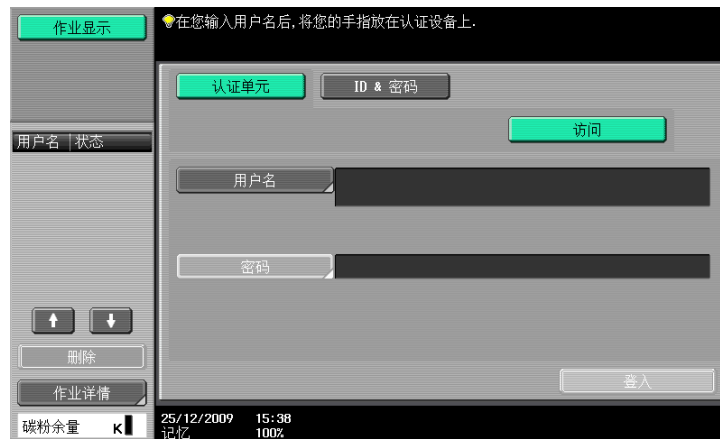 作业显示
在您输入用户名后,将您的手指放在认证设备上.
认证单元
ID & 密码
访问
用户名 状态
用户名
密码
删除
登入
作业详情
碳粉余量 K
25/12/2009 15:38
记忆 100%